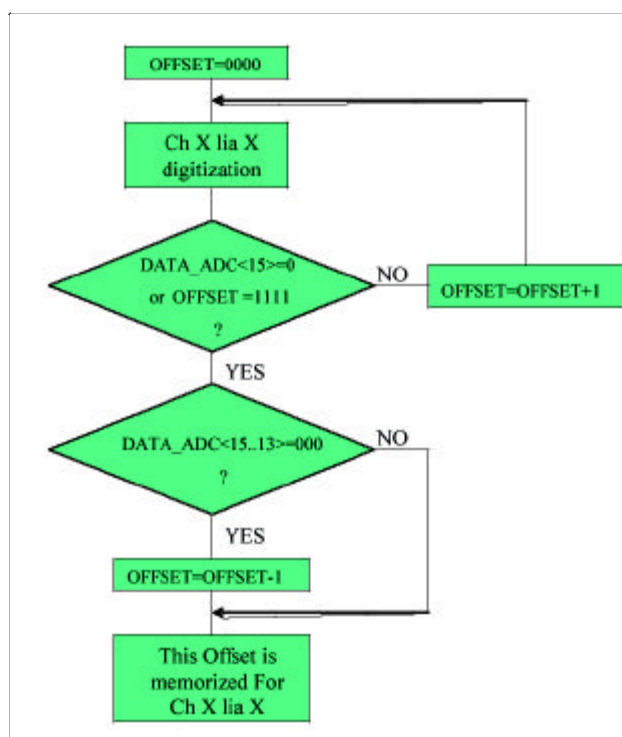 OFFSET=0000
Ch X lia X
digitization
DATA_ADC<15>=0
or OFFSET =1111
?
NO
OFFSET=OFFSET+1
YES
DATA_ADC<15..13>=000
?
NO
YES
OFFSET=OFFSET-1
This Offset is
memorized For
Ch X lia X